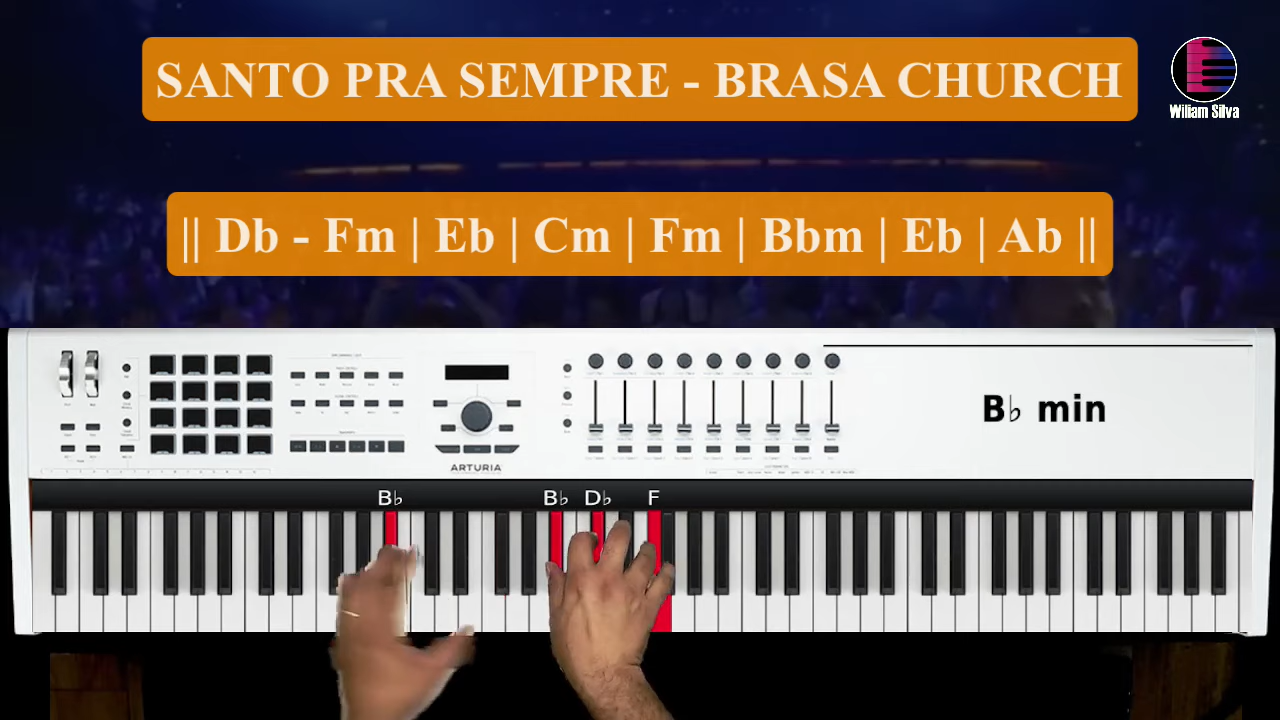 SANTO PRA SEMPRE - BRASA CHURCH
Wiliam Silva
|| Db - Fm | Eb | Cm | Fm | Bbm | Eb | Ab ||
B♭ min
ARTURIA
B♭ B♭ D♭ F